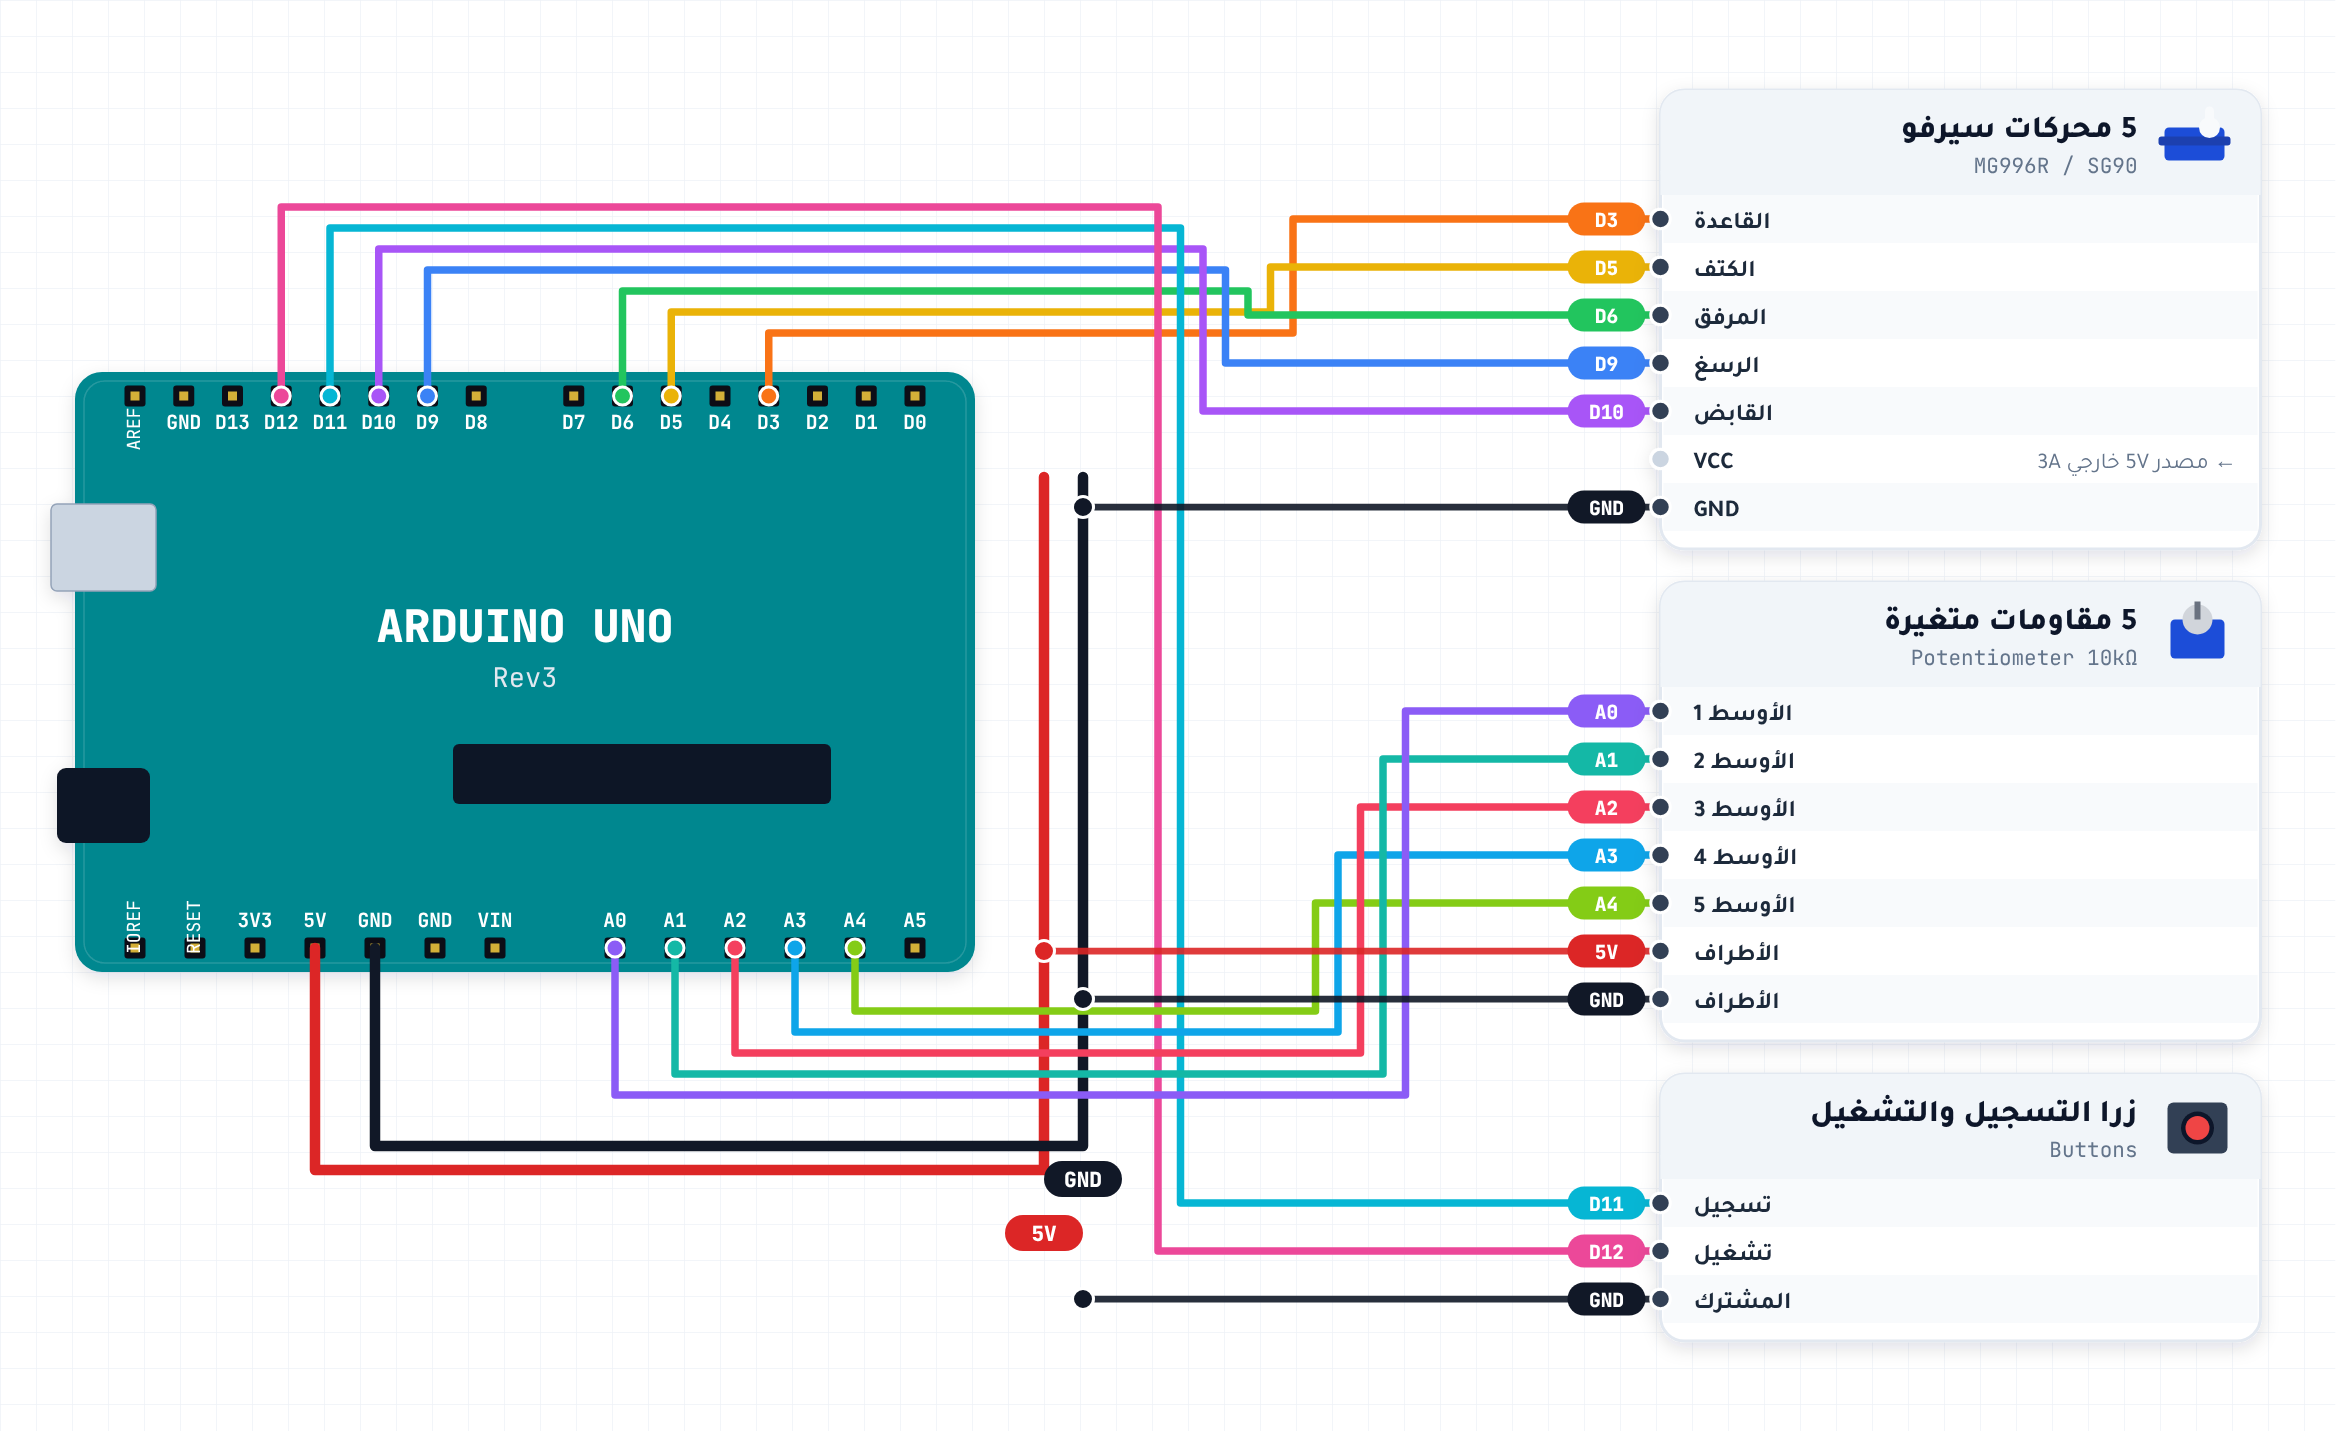 AREF GND D13 D12 D11 D10 D9 D8 D7 D6 D5 D4 D3 D2 D1 D0
ARDUINO UNO
Rev3
IOREF RESET 3V3 5V GND GND VIN A0 A1 A2 A3 A4 A5
GND
5V
5 محركات سيرفو
MG996R / SG90
D3 القاعدة
D5 الكتف
D6 المرفق
D9 الرسغ
D10 القابض
VCC ← مصدر 5V خارجي 3A
GND GND
5 مقاومات متغيرة
Potentiometer 10kΩ
A0 الأوسط 1
A1 الأوسط 2
A2 الأوسط 3
A3 الأوسط 4
A4 الأوسط 5
5V الأطراف
GND الأطراف
زرا التسجيل والتشغيل
Buttons
D11 تسجيل
D12 تشغيل
GND المشترك